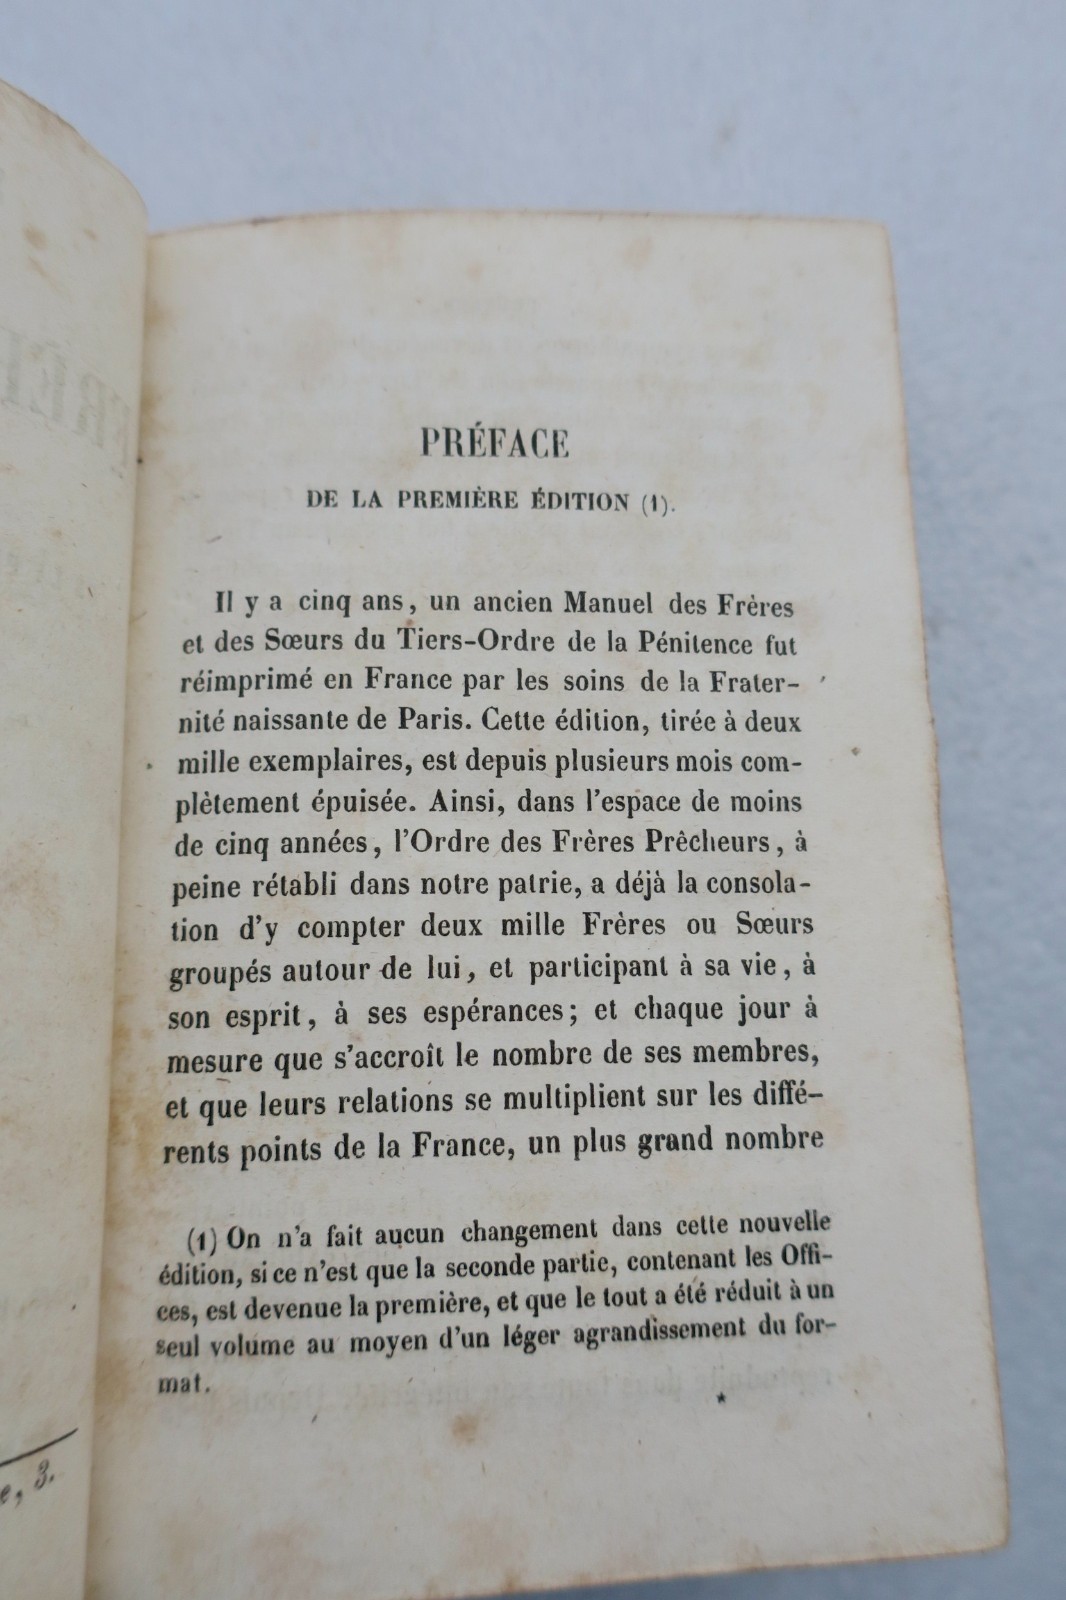 PRÉFACE
DE LA PREMIÈRE ÉDITION (1).
Il y a cinq ans, un ancien Manuel des Frères
et des Sœurs du Tiers-Ordre de la Pénitence fut
réimprimé en France par les soins de la Frater-
nité naissante de Paris. Cette édition, tirée à deux
mille exemplaires, est depuis plusieurs mois com-
plètement épuisée. Ainsi, dans l'espace de moins
de cinq années, l'Ordre des Frères Prêcheurs, à
peine rétabli dans notre patrie, a déjà la consola-
tion d'y compter deux mille Frères ou Sœurs
groupés autour de lui, et participant à sa vie, à
son esprit, à ses espérances; et chaque jour à
mesure que s'accroît le nombre de ses membres,
et que leurs relations se multiplient sur les diffé-
rents points de la France, un plus grand nombre
(1) On n'a fait aucun changement dans cette nouvelle
édition, si ce n'est que la seconde partie, contenant les Offi-
ces, est devenue la première, et que le tout a été réduit à un
seul volume au moyen d'un léger agrandissement du for-
mat.
*
e, 3.